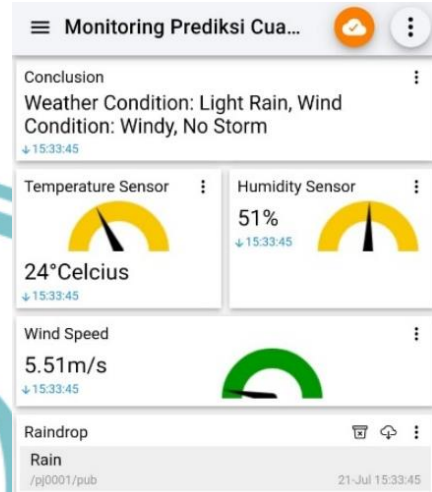 Monitoring Prediksi Cua...
Conclusion
Weather Condition: Light Rain, Wind
Condition: Windy, No Storm
↓15:33:45
Temperature Sensor
24°Celcius
↓15:33:45
Humidity Sensor
51%
↓15:33:45
Wind Speed
5.51m/s
↓15:33:45
Raindrop
Rain
/pj0001/pub
21-Jul 15:33:45